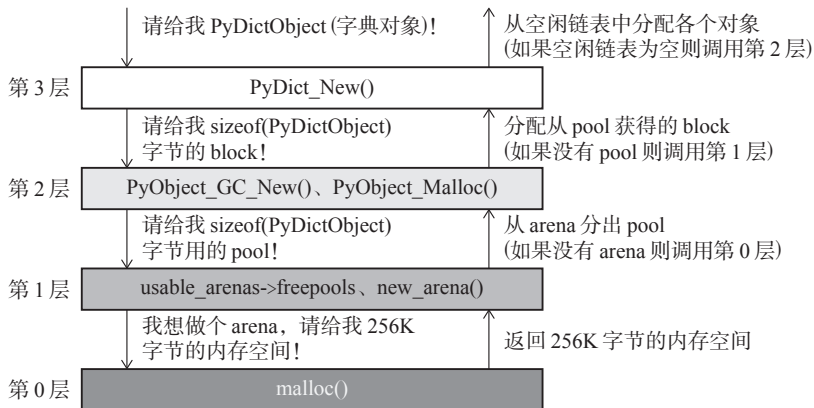 请给我 PyDictObject (字典对象)！
从空闲链表中分配各个对象
(如果空闲链表为空则调用第 2 层)
第 3 层
PyDict_New()
请给我 sizeof(PyDictObject)
字节的 block！
分配从 pool 获得的 block
(如果没有 pool 则调用第 1 层)
第 2 层
PyObject_GC_New()、PyObject_Malloc()
请给我 sizeof(PyDictObject)
字节用的 pool！
从 arena 分出 pool
(如果没有 arena 则调用第 0 层)
第 1 层
usable_arenas->freepools、new_arena()
我想做个 arena，请给我 256K
字节的内存空间！
返回 256K 字节的内存空间
第 0 层
malloc()